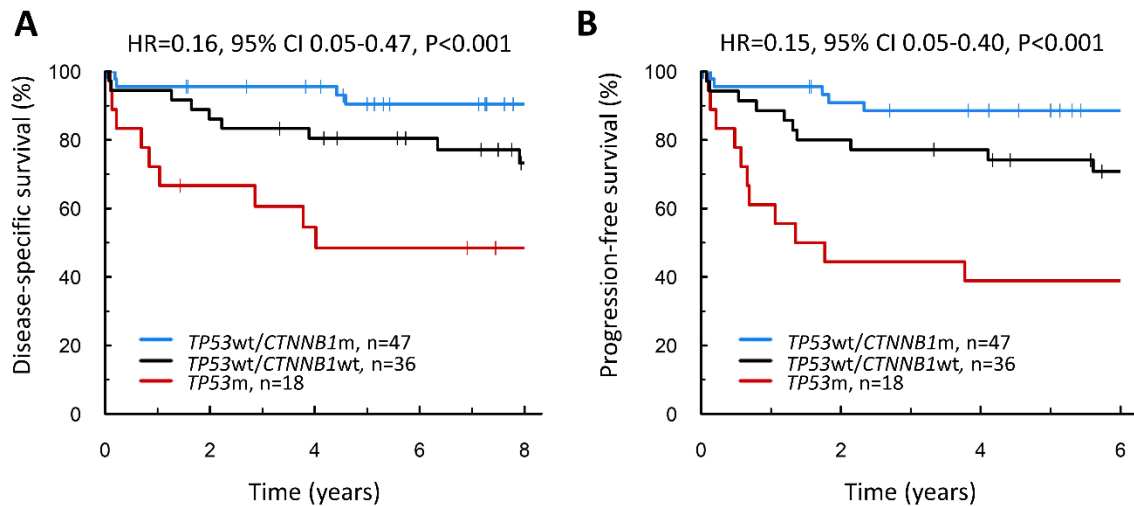 A
HR=0.16, 95% CI 0.05-0.47, P<0.001
Disease-specific survival (%)
100
80
60
40
20
0
TP53wt/CTNNB1m, n=47
TP53wt/CTNNB1wt, n=36
TP53m, n=18
0 2 4 6 8
Time (years)
B
HR=0.15, 95% CI 0.05-0.40, P<0.001
Progression-free survival (%)
100
80
60
40
20
0
TP53wt/CTNNB1m, n=47
TP53wt/CTNNB1wt, n=36
TP53m, n=18
0 2 4 6
Time (years)